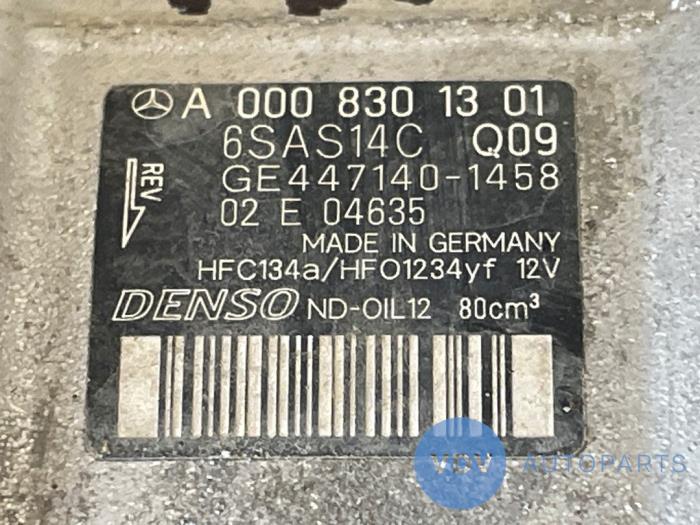 A 000 830 13 01
6SAS14C Q09
REV
GE447140-1458
02 E 04635
MADE IN GERMANY
HFC134a/HFO1234yf 12V
DENSO ND-OIL12 80cm³
VDV AUTOPARTS